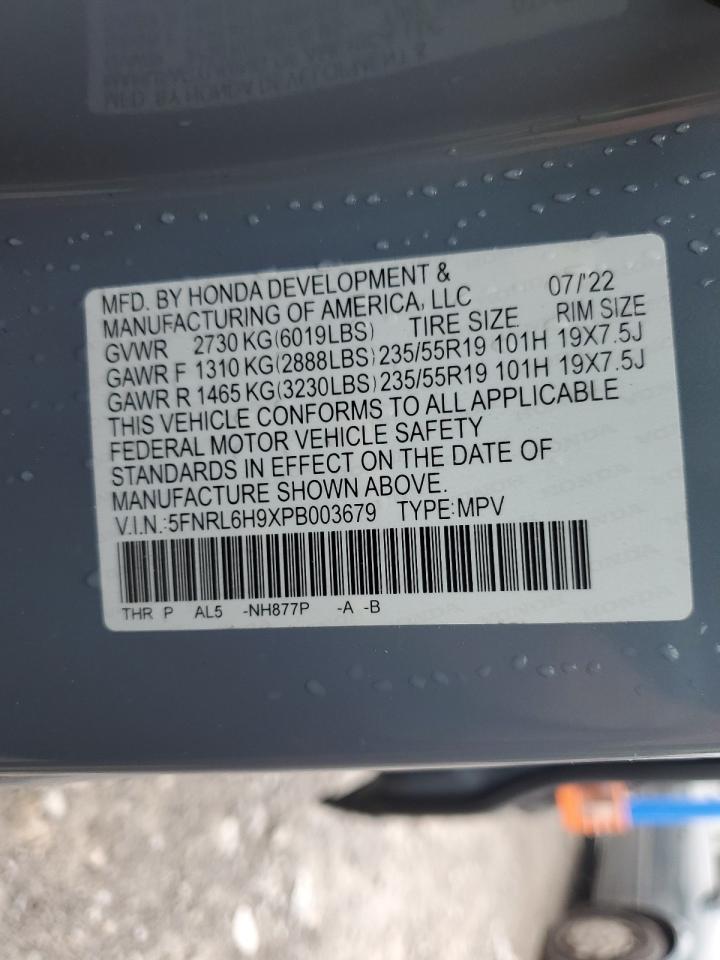 MFD. BY HONDA DEVELOPMENT &
MANUFACTURING OF AMERICA, LLC 07/'22
GVWR 2730 KG(6019LBS) TIRE SIZE RIM SIZE
GAWR F 1310 KG(2888LBS) 235/55R19 101H 19X7.5J
GAWR R 1465 KG(3230LBS) 235/55R19 101H 19X7.5J
THIS VEHICLE CONFORMS TO ALL APPLICABLE
FEDERAL MOTOR VEHICLE SAFETY
STANDARDS IN EFFECT ON THE DATE OF
MANUFACTURE SHOWN ABOVE.
V.I.N.:5FNRL6H9XPB003679 TYPE:MPV
THR P AL5 -NH877P -A -B